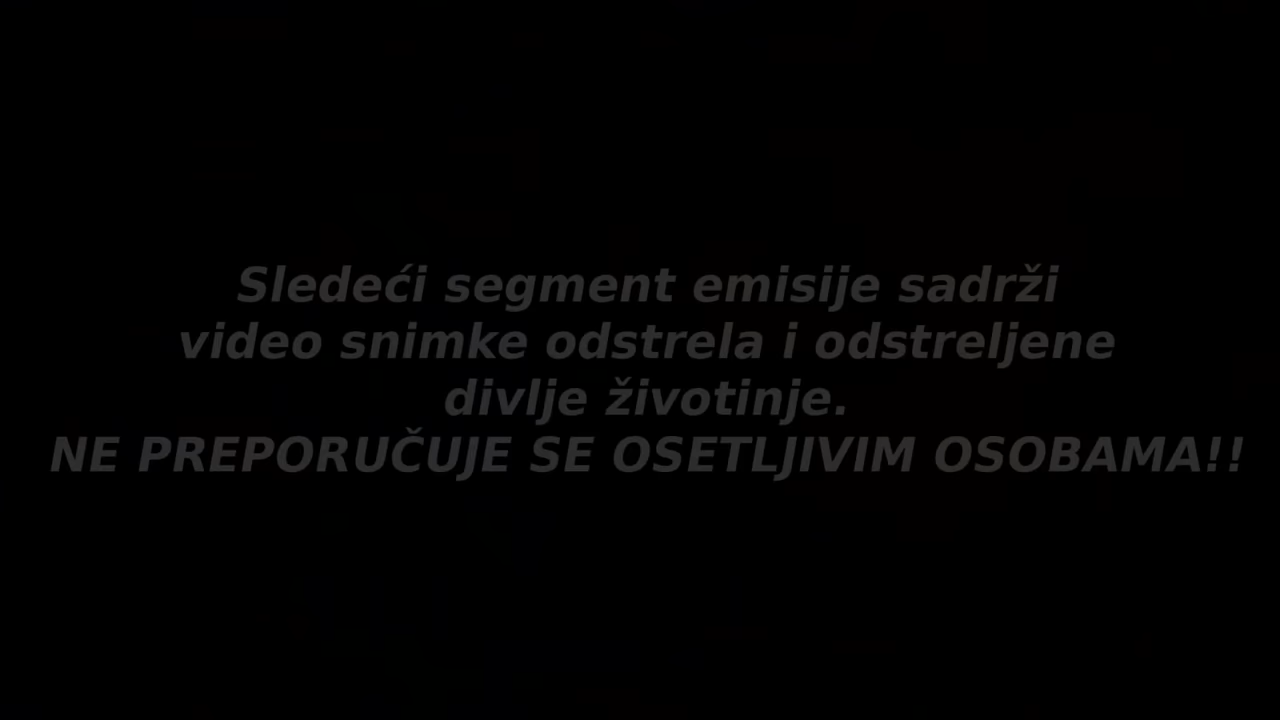 Sledeći segment emisije sadrži
video snimke odstrela i odstreljene
divlje životinje.
NE PREPORUČUJE SE OSETLJIVIM OSOBAMA!!